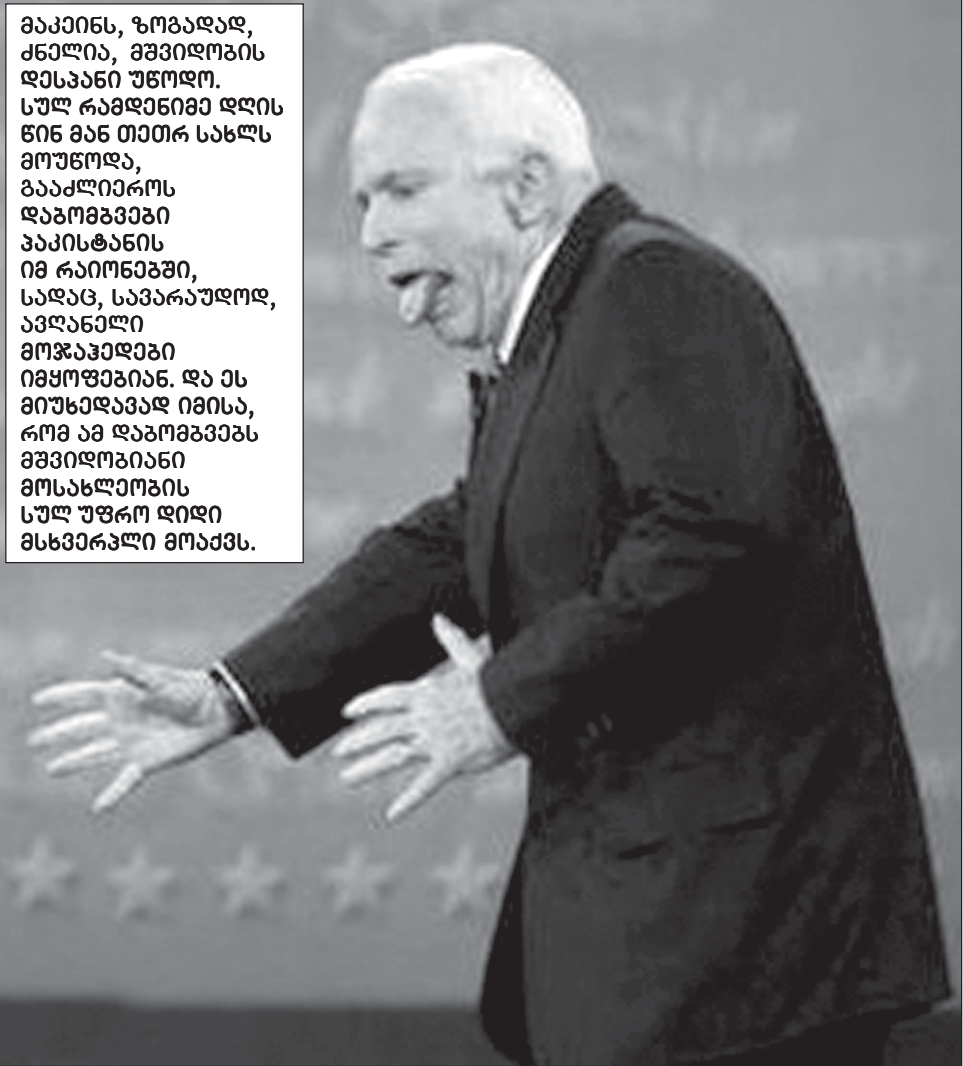 მაკეინს, ზოგადად,
ძნელია, მშვიდობის
დესპანი უწოდო.
სულ რამდენიმე დღის
წინ მან თეთრ სახლს
მოუწოდა,
გააძლიეროს
დაბომბვები
პაკისტანის
იმ რაიონებში,
სადაც, სავარაუდოდ,
ავღანელი
მოჯაჰედები
იმყოფებიან. და ეს
მიუხედავად იმისა,
რომ ამ დაბომბვებს
მშვიდობიანი
მოსახლეობის
სულ უფრო დიდი
მსხვერპლი მოაქვს.